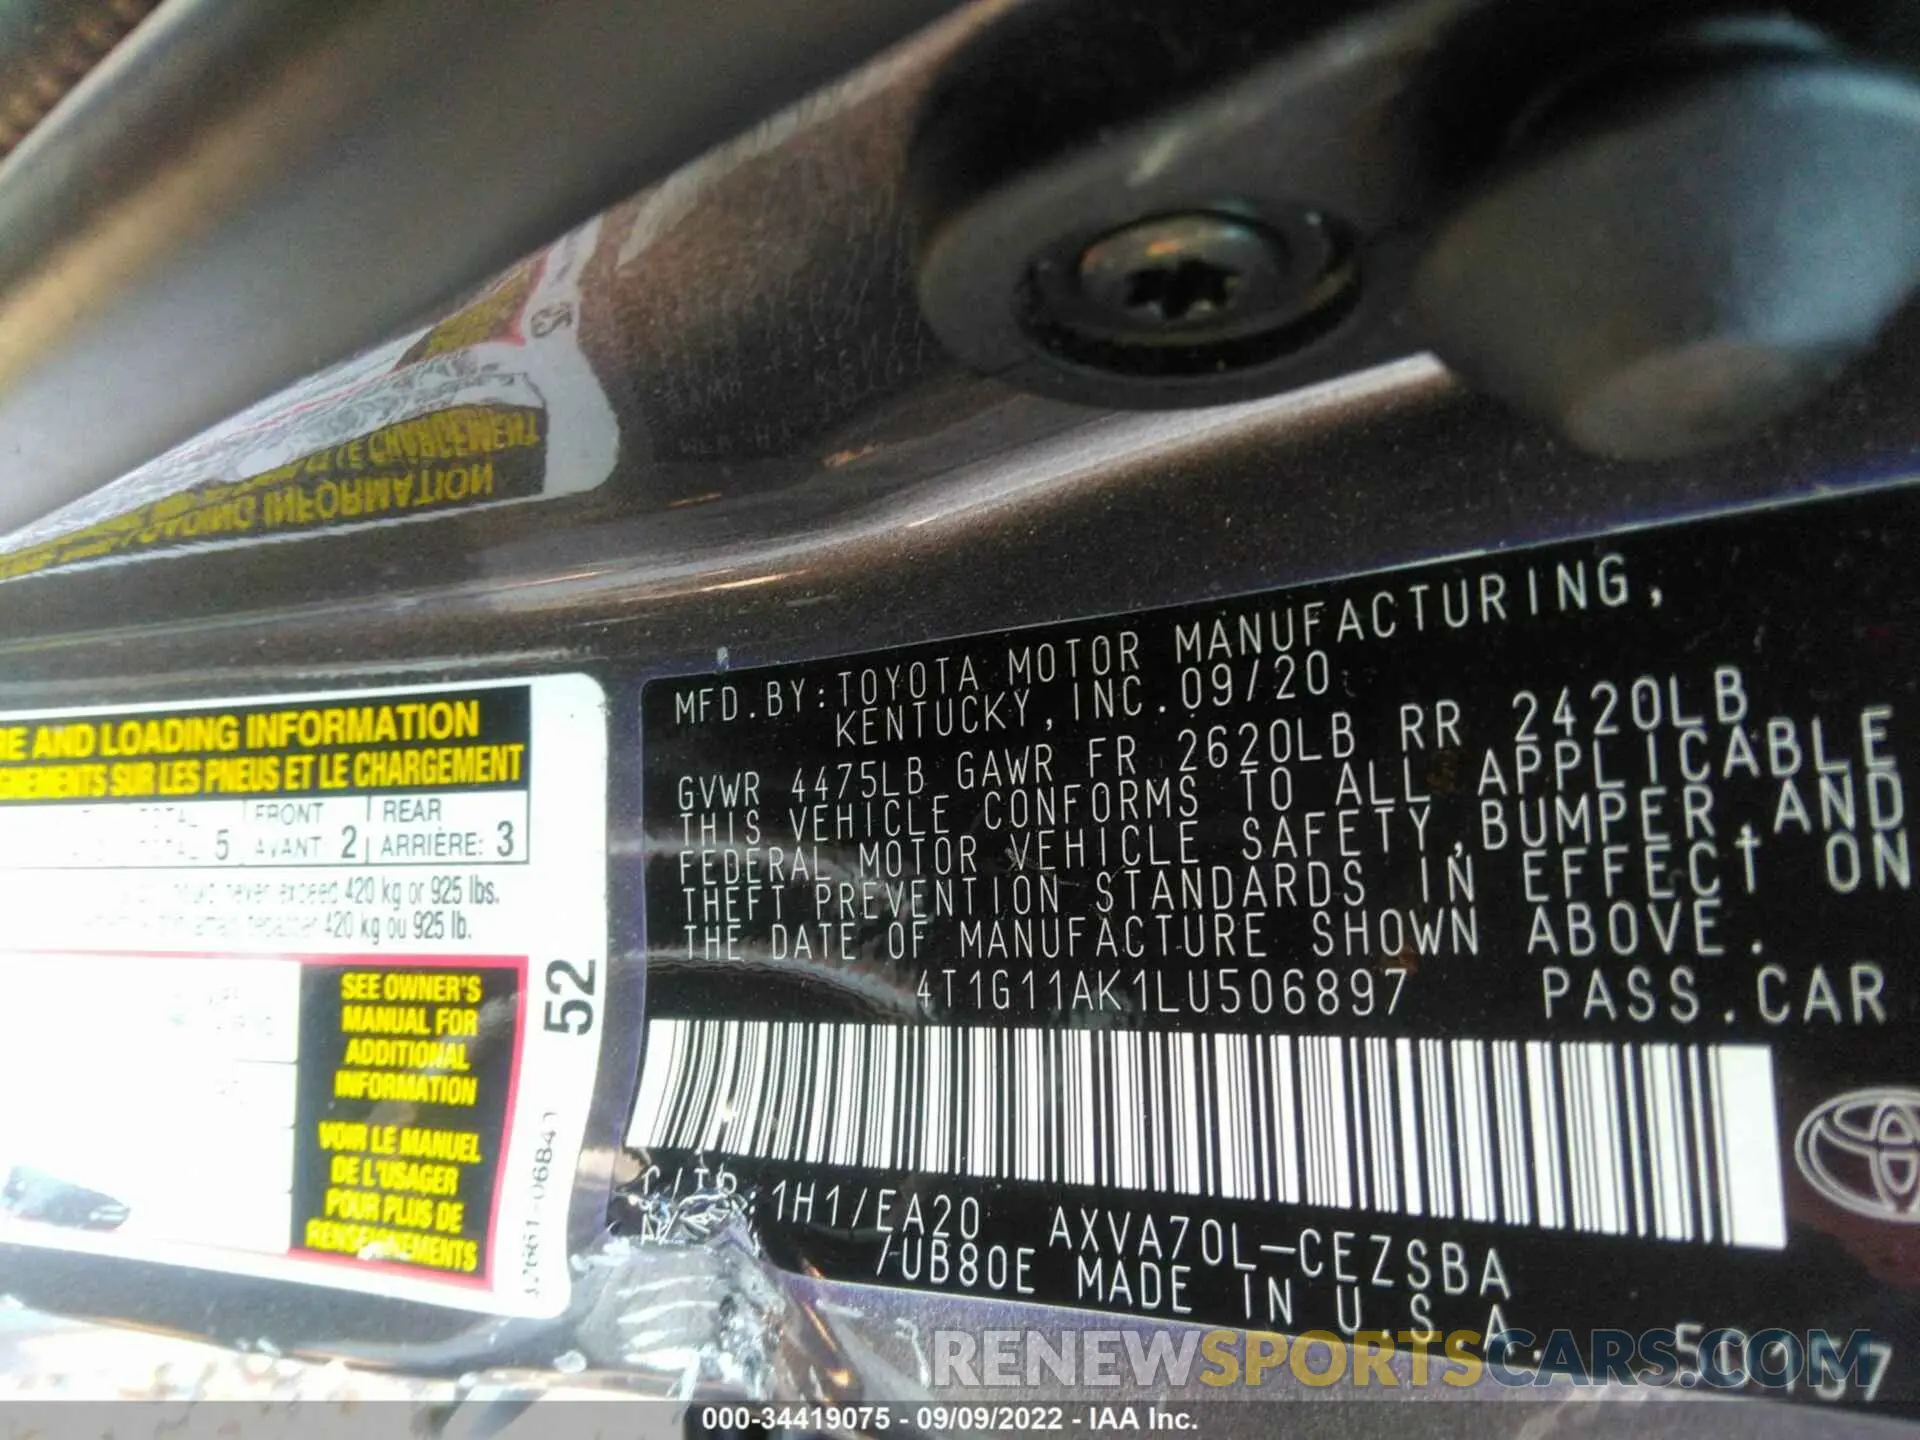 MFD.BY:TOYOTA MOTOR MANUFACTURING,
KENTUCKY,INC.09/20
GVWR 4475LB GAWR FR 2620LB RR 2420LB
THIS VEHICLE CONFORMS TO ALL APPLICABLE
FEDERAL MOTOR VEHICLE SAFETY,BUMPER,AND
THEFT PREVENTION STANDARDS IN EFFECT ON
THE DATE OF MANUFACTURE SHOWN ABOVE.
4T1G11AK1LU506897 PASS.CAR
C/TR:1H1/EA20 AXVA70L-CEZSBA
/UB80E MADE IN U.S.A.
RE AND LOADING INFORMATION
GNEMENTS SUR LES PNEUS ET LE CHARGEMENT
TOTAL FRONT REAR
5 AVANT 2 ARRIÈRE: 3
never exceed 420 kg or 925 lbs.
420 kg ou 925 lb.
SEE OWNER'S
MANUAL FOR
ADDITIONAL
INFORMATION
VOIR LE MANUEL
DE L'USAGER
POUR PLUS DE
RENSEIGNEMENTS
52
LOADING INFORMATION
LE CHARGEMENT
RENEWSPORTSCARS.COM
000-34419075 - 09/09/2022 - IAA Inc.